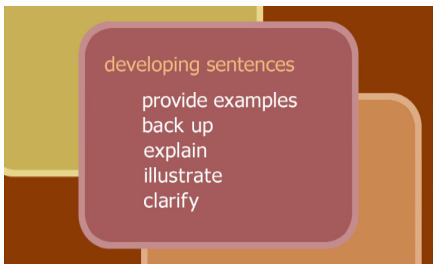 developing sentences
provide examples
back up
explain
illustrate
clarify